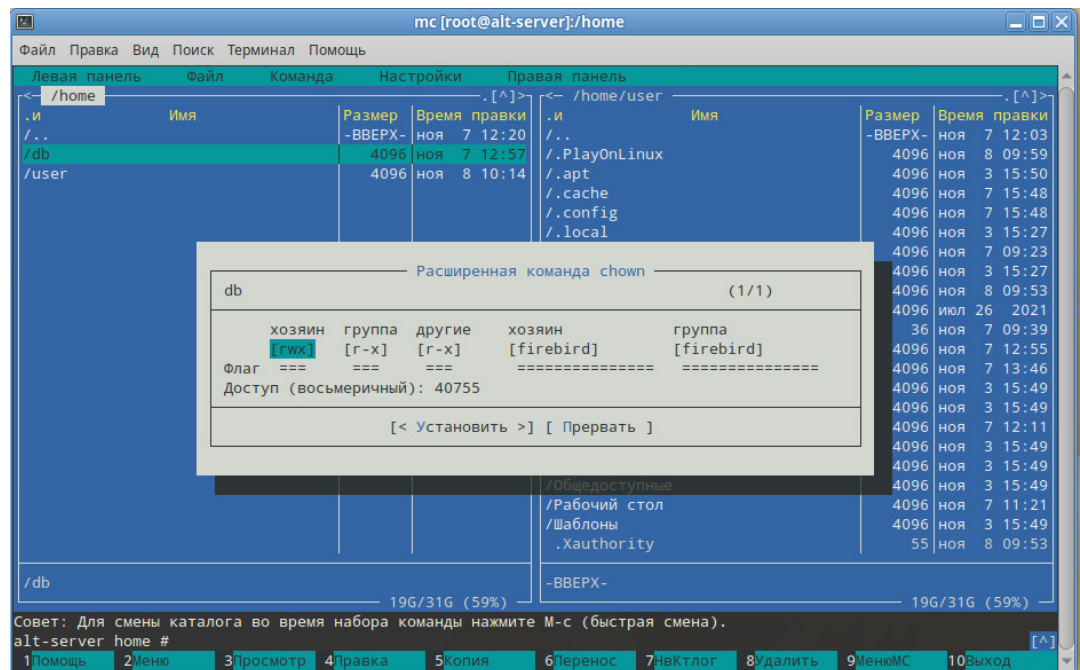 mc [root@alt-server]:/home
Файл Правка Вид Поиск Терминал Помощь
Левая панель Файл Команда Настройки Правая панель
<— /home .[^]> <— /home/user .[^]>
.и Имя Размер Время правки .и Имя Размер Время правки
/.. -ВВЕРХ- ноя 7 12:20 /.. -ВВЕРХ- ноя 7 12:03
/db 4096 ноя 7 12:57 /.PlayOnLinux 4096 ноя 8 09:59
/user 4096 ноя 8 10:14 /.apt 4096 ноя 3 15:50
/.cache 4096 ноя 7 15:48
/.config 4096 ноя 7 15:48
/.local 4096 ноя 3 15:27
4096 ноя 7 09:23
Расширенная команда chown 4096 ноя 3 15:27
db (1/1) 4096 ноя 8 09:53
4096 июл 26 2021
хозяин группа другие хозяин группа 36 ноя 7 09:39
[rwx] [r-x] [r-x] [firebird] [firebird] 4096 ноя 7 12:55
Флаг === === === =============== =============== 4096 ноя 7 13:46
Доступ (восьмеричный): 40755 4096 ноя 3 15:49
4096 ноя 3 15:49
[< Установить >] [ Прервать ] 4096 ноя 7 12:11
4096 ноя 3 15:49
4096 ноя 3 15:49
/Общедоступные 4096 ноя 3 15:49
/Рабочий стол 4096 ноя 7 11:21
/Шаблоны 4096 ноя 3 15:49
.Xauthority 55 ноя 8 09:53
/db -ВВЕРХ-
19G/31G (59%) 19G/31G (59%)
Совет: Для смены каталога во время набора команды нажмите M-c (быстрая смена).
alt-server home # [^]
1Помощь 2Меню 3Просмотр 4Правка 5Копия 6Перенос 7НвКтлог 8Удалить 9МенюMC 10Выход